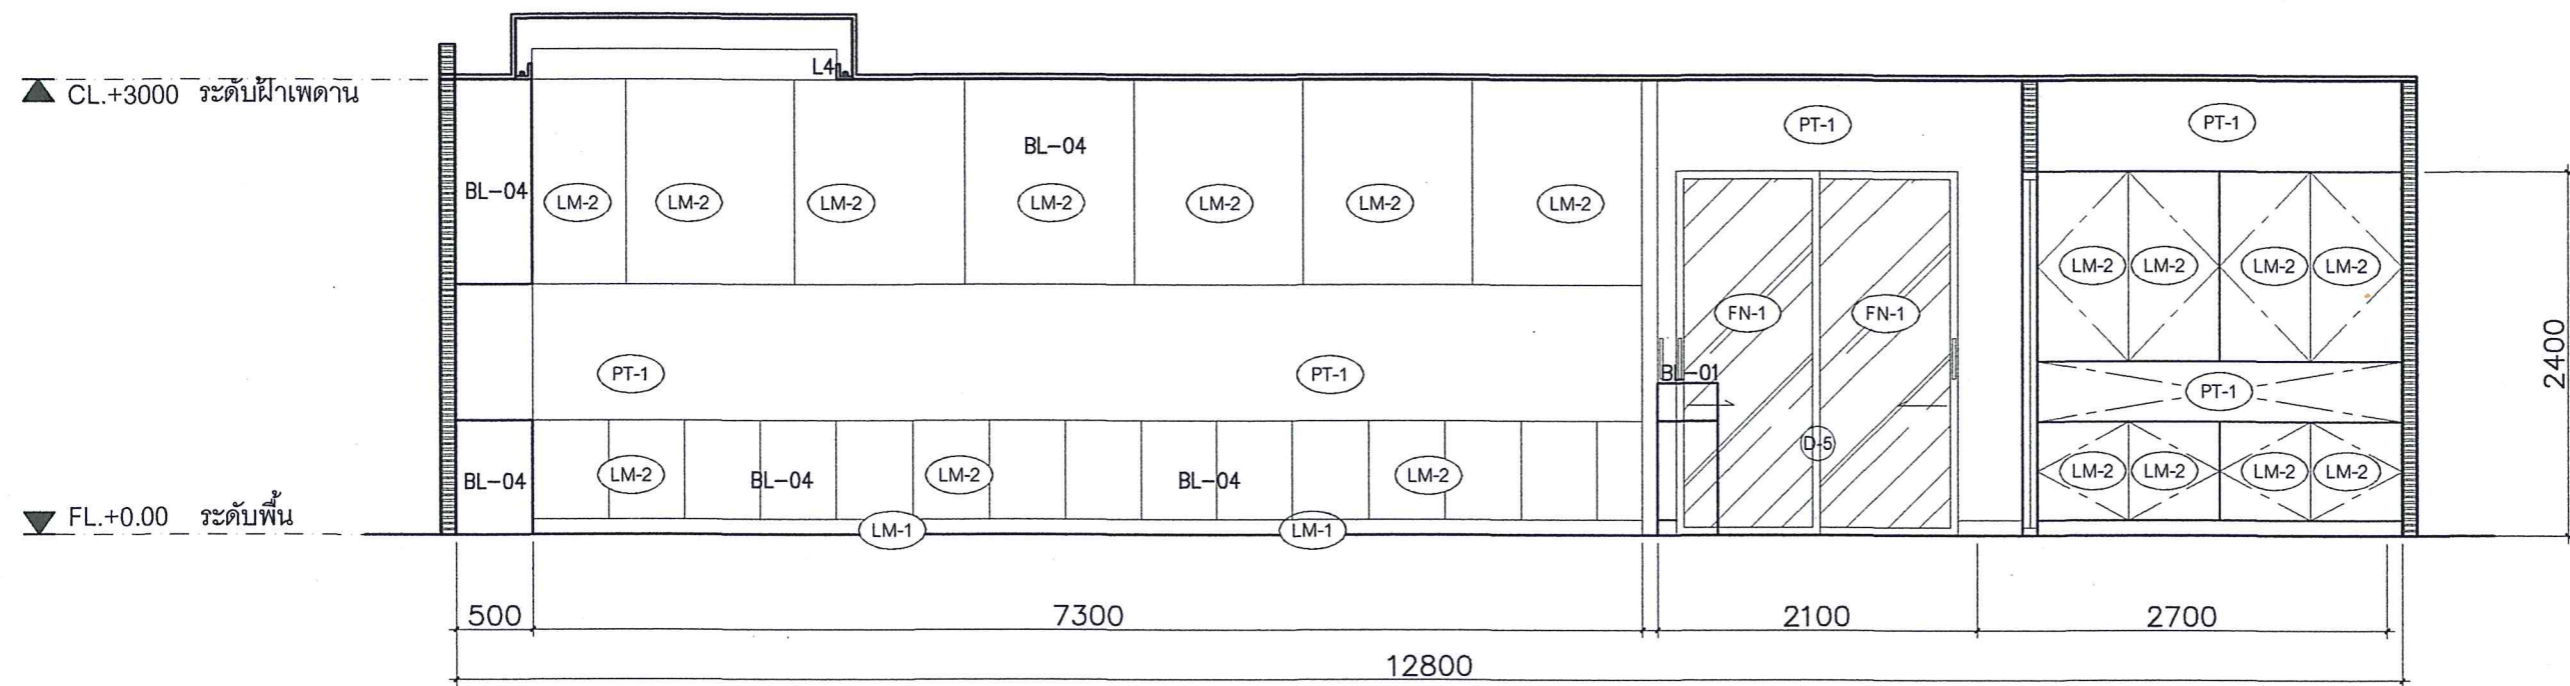 L4
CL.+3000 ระดับฝ้าเพดาน
PT-1 PT-1
BL-04
BL-04 LM-2 LM-2 LM-2 LM-2 LM-2 LM-2 LM-2
LM-2 LM-2 LM-2 LM-2
FN-1 FN-1
2400
PT-1 PT-1 BL-01 PT-1
D-5
BL-04 LM-2 BL-04 LM-2 BL-04 LM-2 LM-2 LM-2 LM-2 LM-2
FL.+0.00 ระดับพื้น
LM-1 LM-1
500 7300 2100 2700
12800